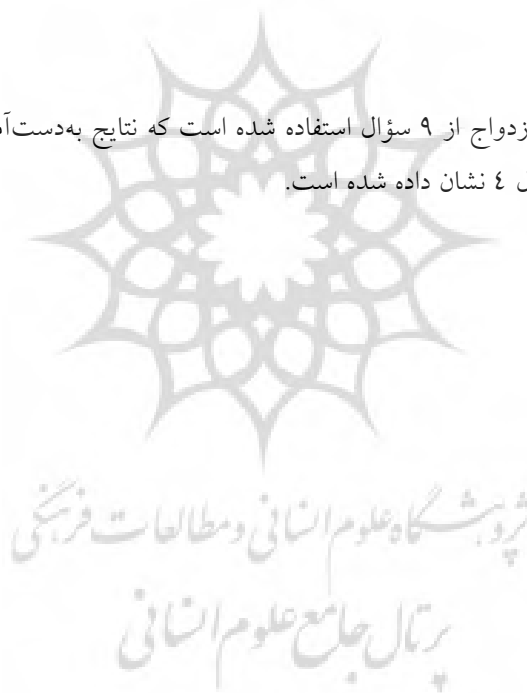 زدواج از ۹ سؤال استفاده شده است که نتایج به‌دست‌آم
ل ٤ نشان داده شده است.
پژوهشگاه علوم انسانی و مطالعات فرهنگی
پرتال جامع علوم انسانی